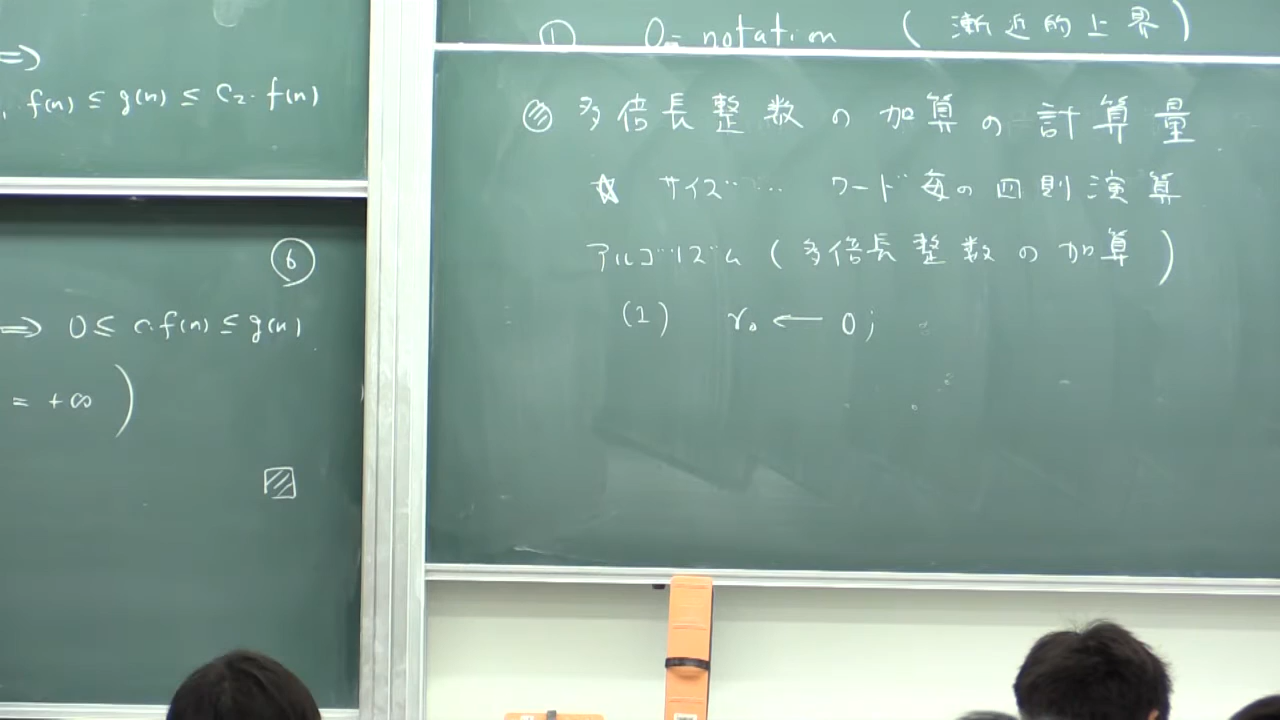 ⇒
f(n) ≤ g(n) ≤ C₂·f(n)
⑥
⇒ 0 ≤ c·f(n) ≤ g(n)
= +∞ )
① O-notation (漸近的上界)
多倍長整数の加算の計算量
☆ サイズ…… ワード毎の四則演算
アルゴリズム (多倍長整数の加算)
(1) r₀ ← 0;